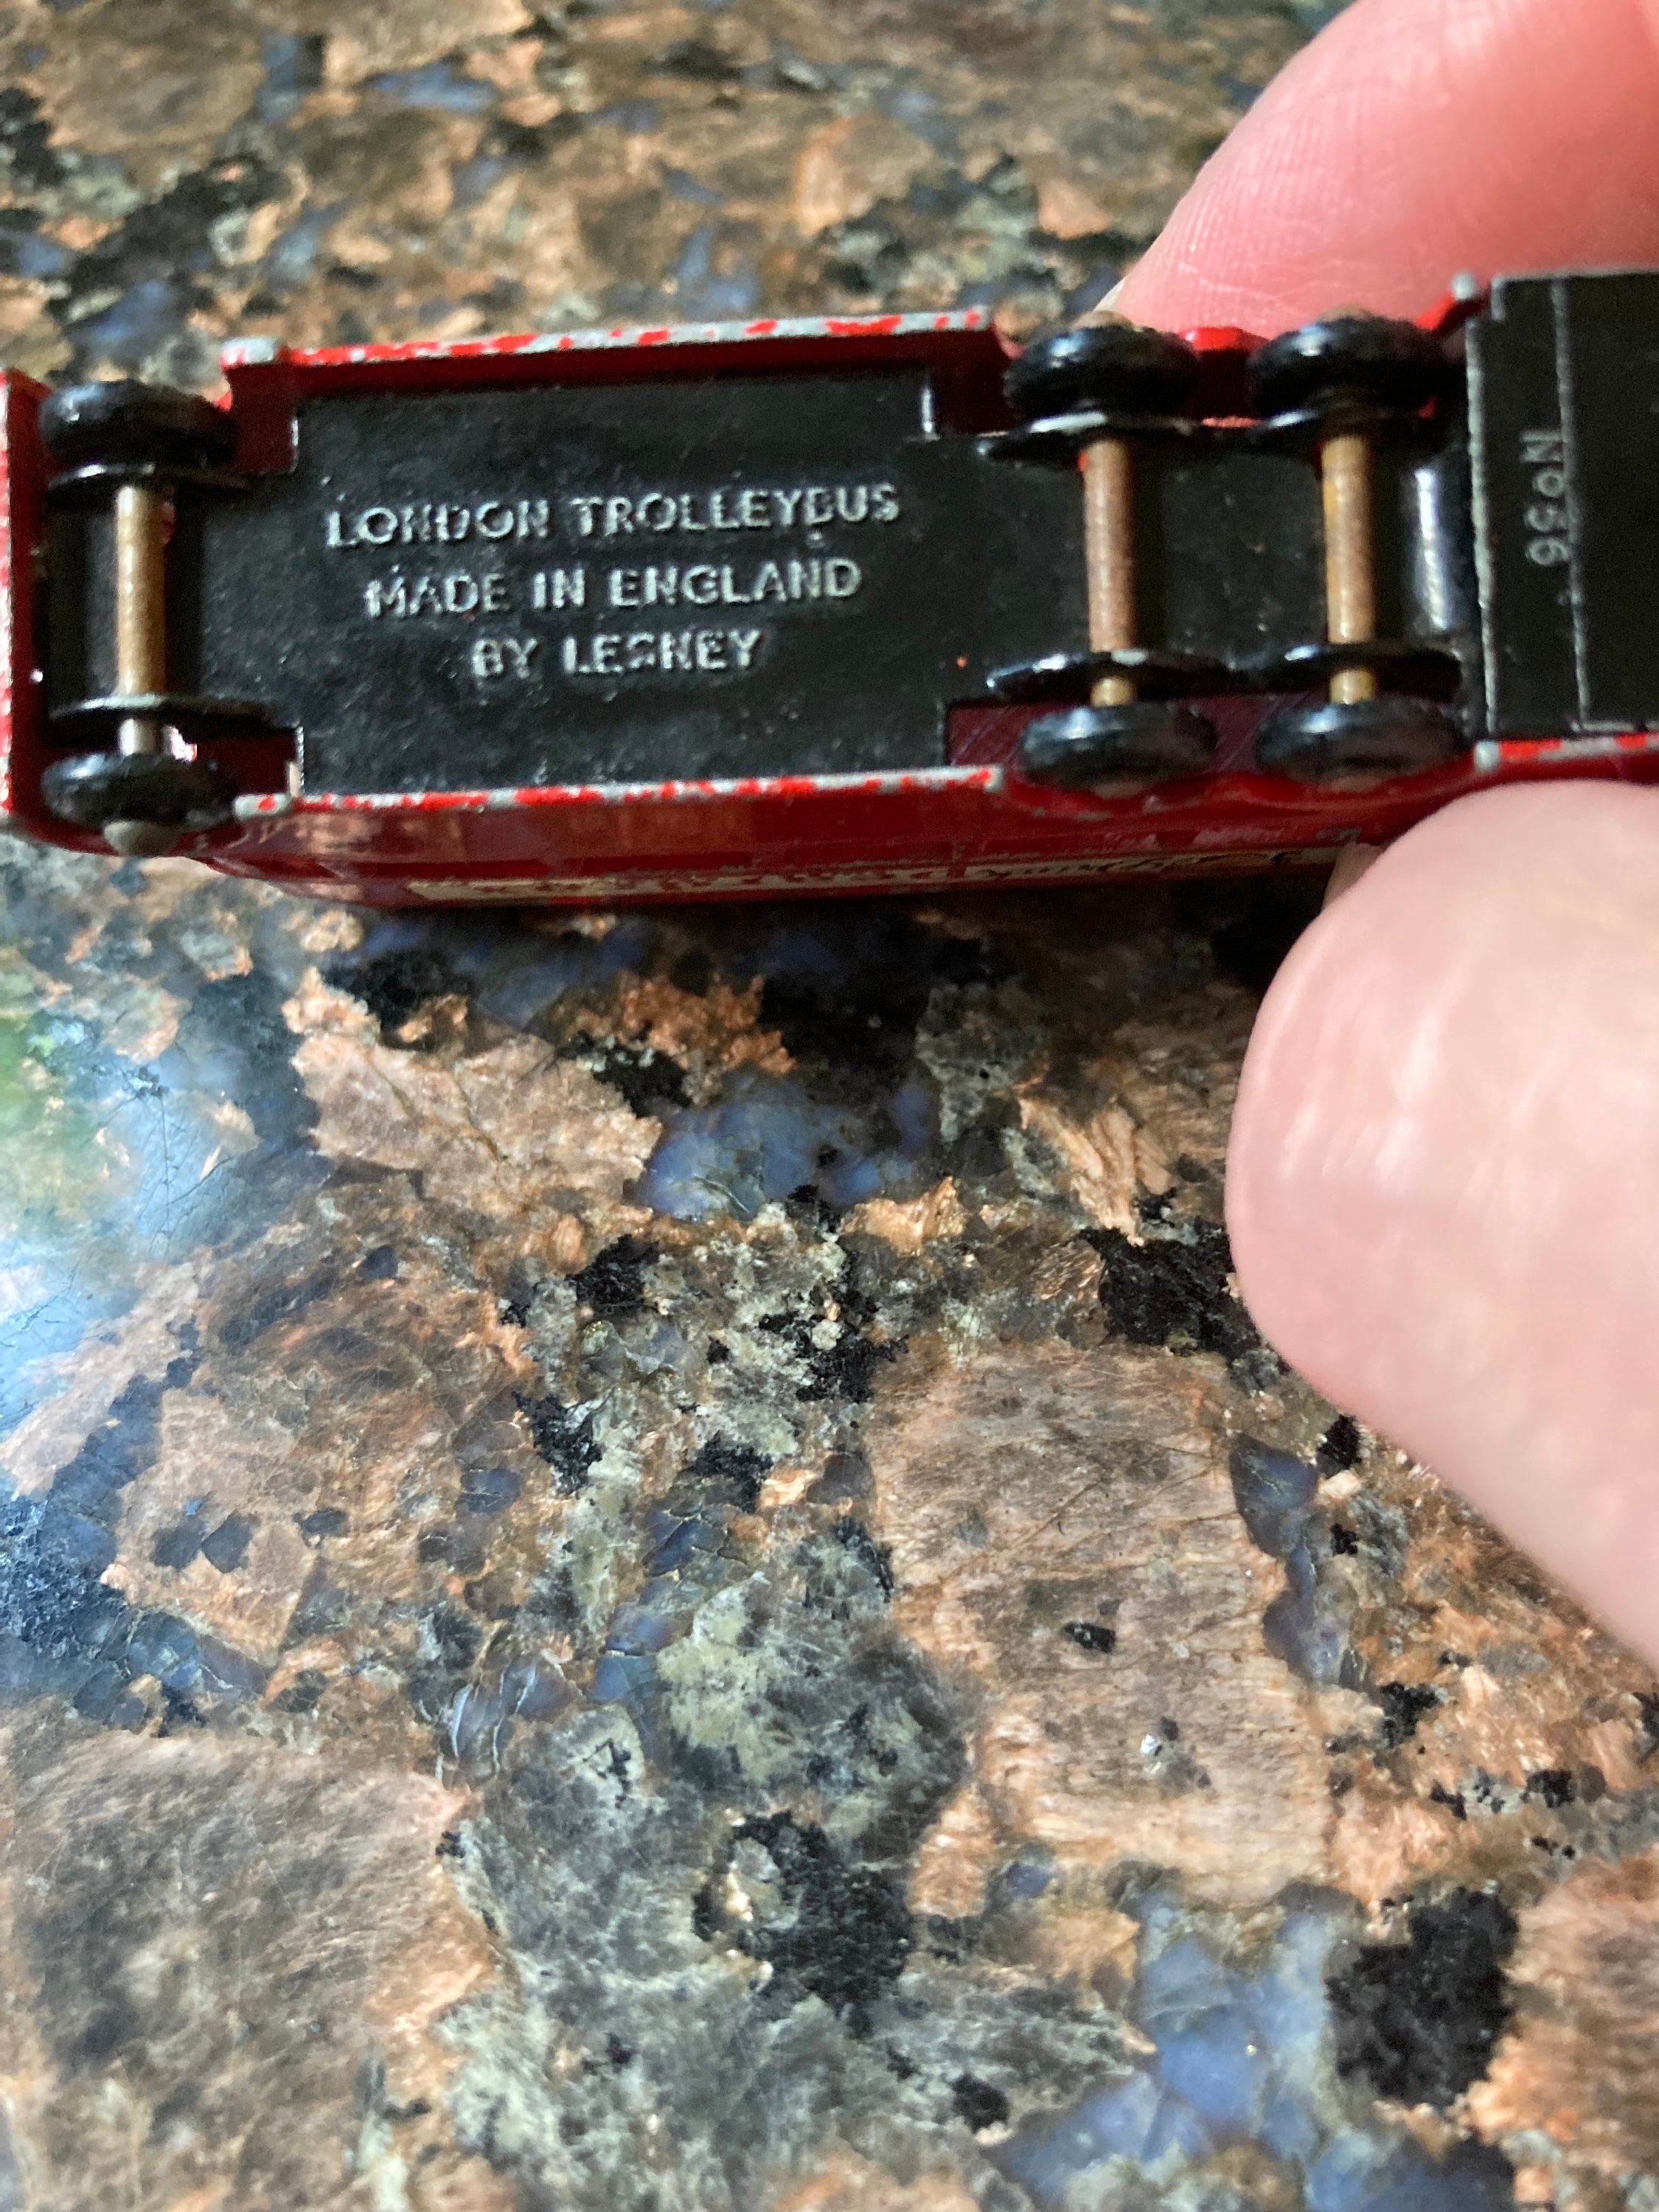 LONDON TROLLEYBUS
MADE IN ENGLAND
BY LESNEY
No56